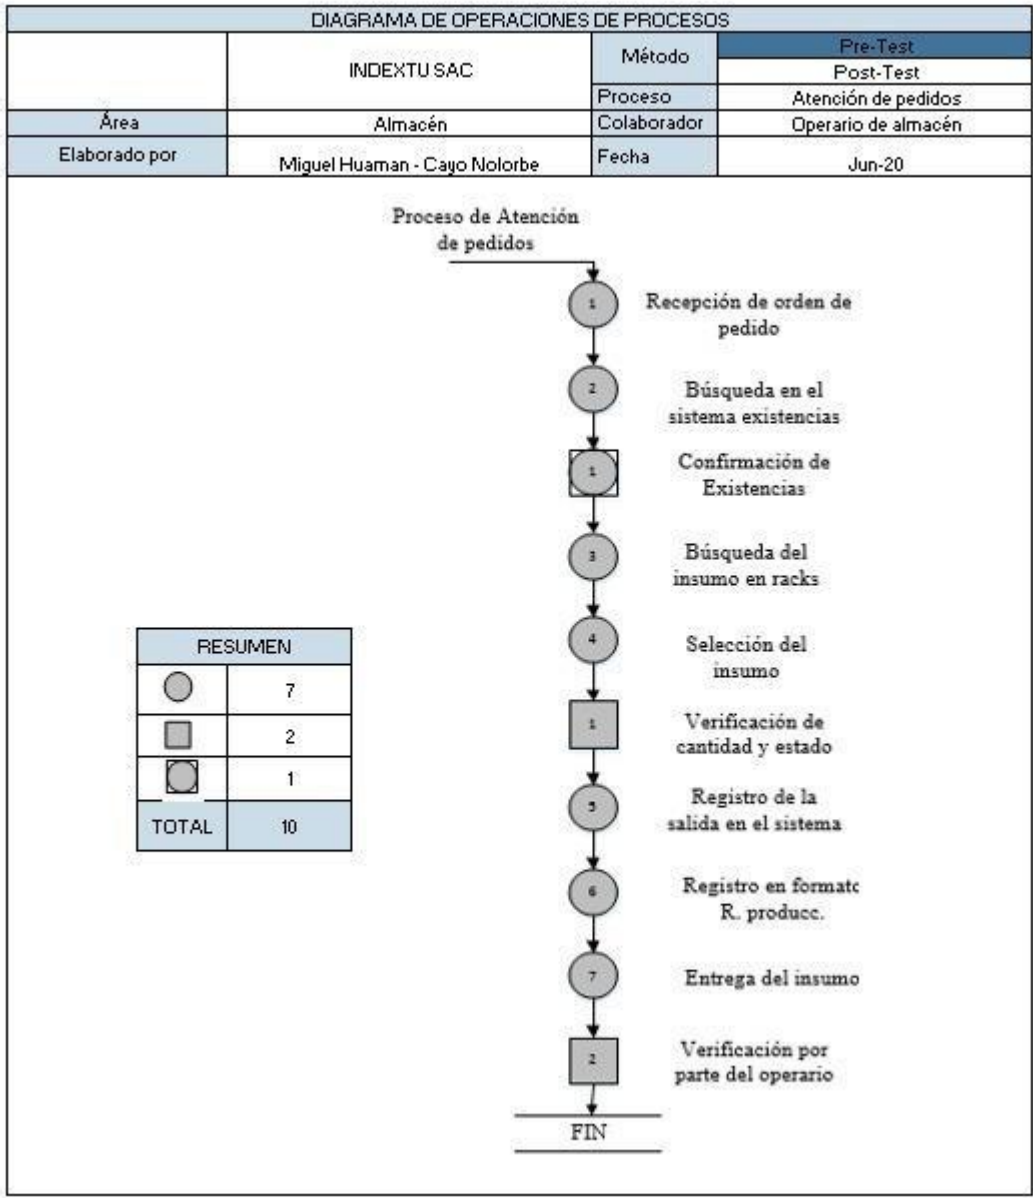 DIAGRAMA DE OPERACIONES DE PROCESOS
INDEXTU SAC
Método
Pre-Test
Post-Test
Proceso
Atención de pedidos
Área
Almacén
Colaborador
Operario de almacén
Elaborado por
Miguel Huaman - Cayo Nolorbe
Fecha
Jun-20
Proceso de Atención
de pedidos
1
Recepción de orden de
pedido
2
Búsqueda en el
sistema existencias
1
Confirmación de
Existencias
3
Búsqueda del
insumo en racks
4
Selección del
insumo
1
Verificación de
cantidad y estado
5
Registro de la
salida en el sistema
6
Registro en formato
R. producc.
7
Entrega del insumo
2
Verificación por
parte del operario
FIN
RESUMEN
7
2
1
TOTAL
10